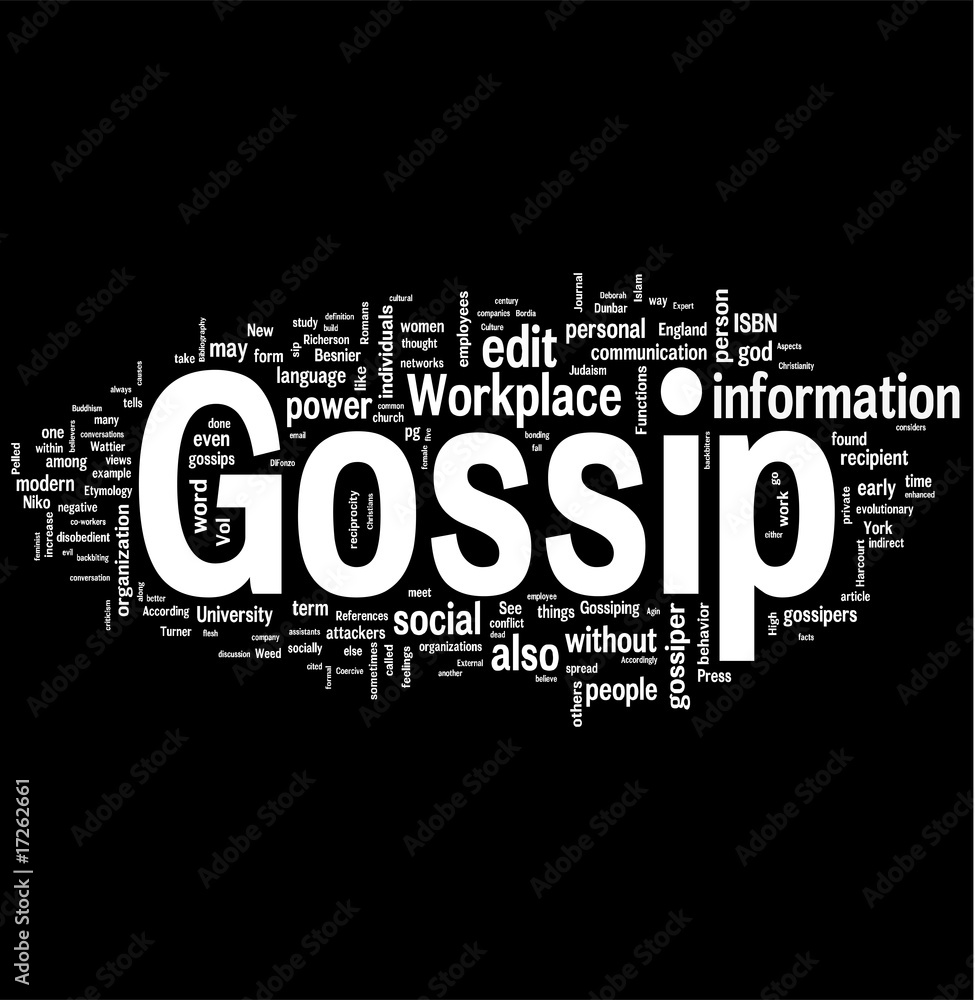 cultural
Journal
Deborah
Dunbar
Islam
way
Expert
person
ISBN
century
companies
Bordia
Culture
employees
Romans
individuals
women
thought
networks
edit
personal
England
communication
god
Aspects
Christianity
Judaism
Functions
Bibliography
New
take
may
form
sip
study
definition
build
Richerson
Besnier
language
like
power
common
church
email
Workplace
information
considers
causes
always
tells
Buddhism
many
believers
conversations
one
within
Wattier
Pelled
among
views
example
modern
Etymology
Niko
negative
co-workers
increase
feminist
disobedient
evil
backbiting
conversation
organization
done
even
gossips
DiFonzo
word
Vol
reciprocity
Christians
pg
female
five
bonding
fall
backbiters
Gossip
go
work
either
found
recipient
private
early
time
enhanced
evolutionary
York
indirect
Harcourt
article
along
better
criticism
According
University
Turner
flesh
company
discussion
Weed
term
assistants
socially
cited
formal
References
attackers
else
Coercive
sometimes
called
feelings
meet
social
organizations
External
another
See
conflict
dead
also
employee
things
believe
Gossiping
Agin
without
Accordingly
spread
people
others
gossiper
behavior
Press
High
gossipers
facts
Adobe Stock | #17262661
Adobe Stock